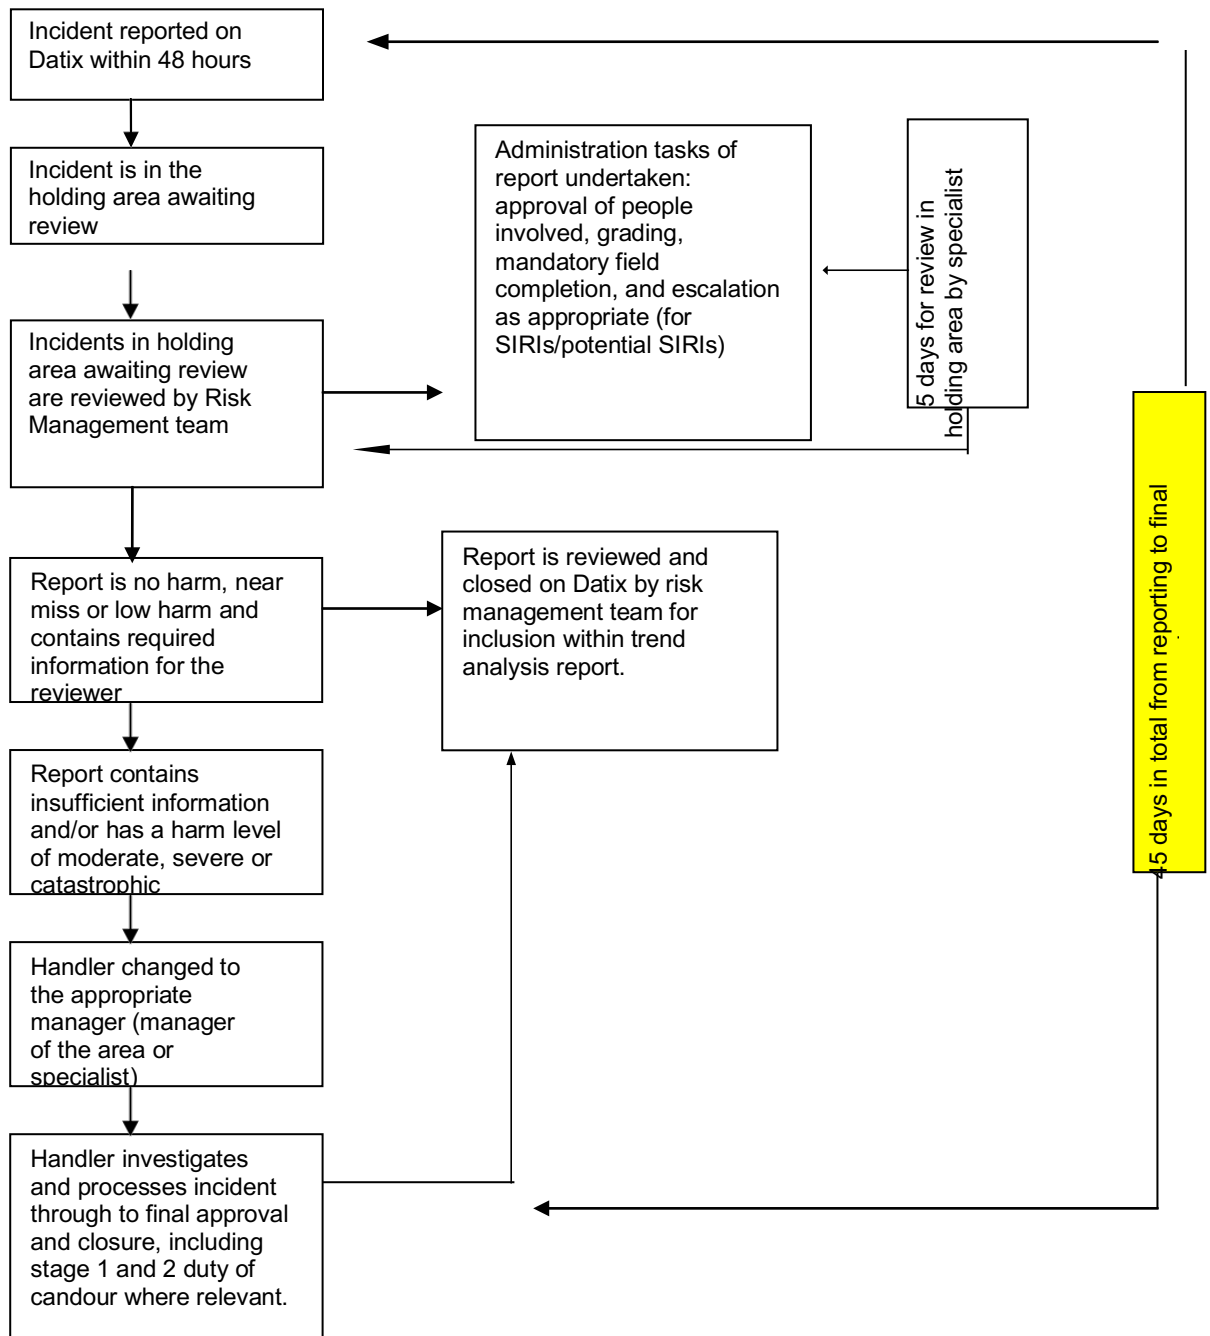 Incident reported on
Datix within 48 hours
Incident is in the
holding area awaiting
review
Administration tasks of
report undertaken:
approval of people
involved, grading,
mandatory field
completion, and escalation
as appropriate (for
SIRIs/potential SIRIs)
5 days for review in
holding area by specialist
Incidents in holding
area awaiting review
are reviewed by Risk
Management team
45 days in total from reporting to final
Report is no harm, near
miss or low harm and
contains required
information for the
reviewer
Report is reviewed and
closed on Datix by risk
management team for
inclusion within trend
analysis report.
Report contains
insufficient information
and/or has a harm level
of moderate, severe or
catastrophic
Handler changed to
the appropriate
manager (manager
of the area or
specialist)
Handler investigates
and processes incident
through to final approval
and closure, including
stage 1 and 2 duty of
candour where relevant.